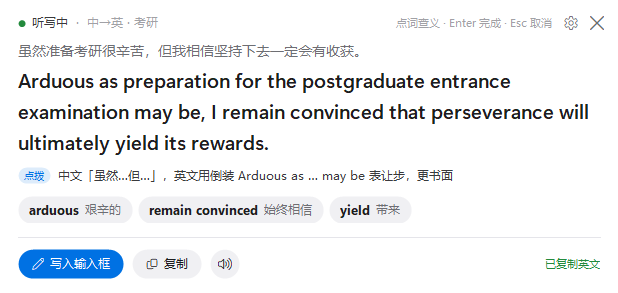 听写中 · 中→英 · 考研
点词查义 · Enter 完成 · Esc 取消
虽然准备考研很辛苦，但我相信坚持下去一定会有收获。
Arduous as preparation for the postgraduate entrance
examination may be, I remain convinced that perseverance will
ultimately yield its rewards.
点拨 中文「虽然…但…」，英文用倒装 Arduous as … may be 表让步，更书面
arduous 艰辛的 remain convinced 始终相信 yield 带来
写入输入框 复制 已复制英文